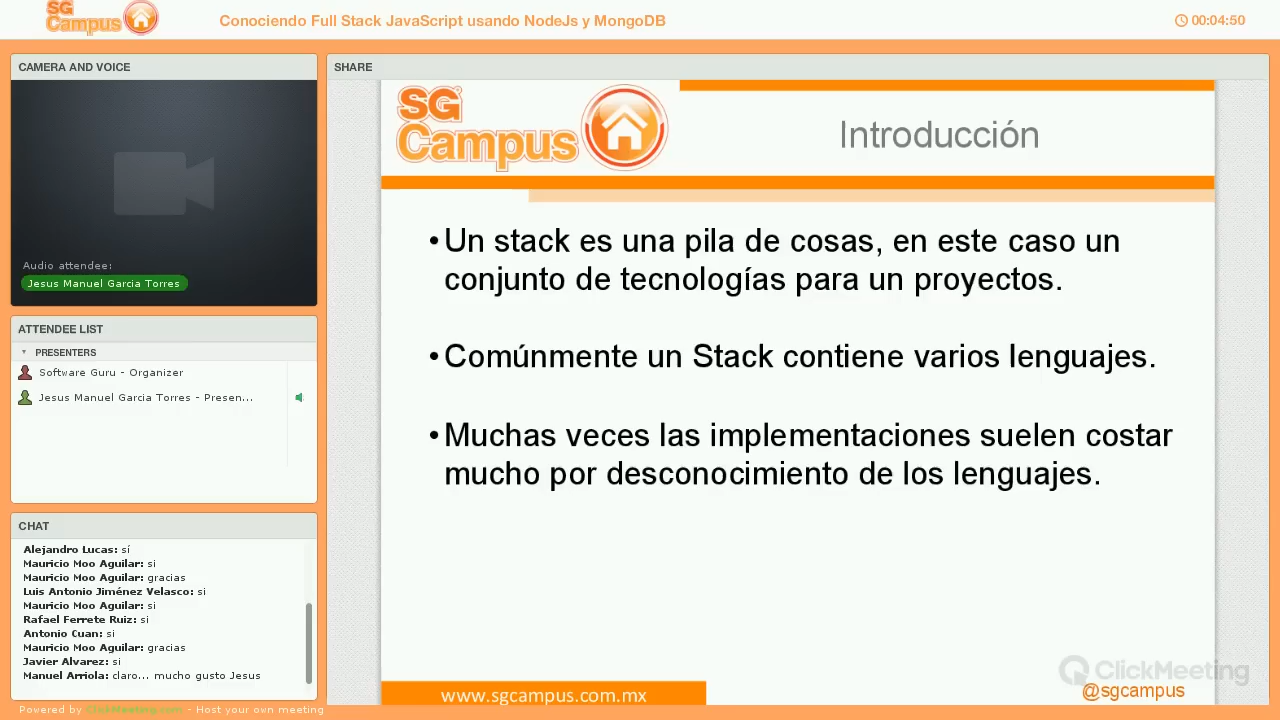 SG
Campus
Conociendo Full Stack JavaScript usando NodeJs y MongoDB
00:04:50
CAMERA AND VOICE
Audio attendee:
Jesus Manuel Garcia Torres
ATTENDEE LIST
PRESENTERS
Software Guru - Organizer
Jesus Manuel Garcia Torres - Presen...
CHAT
Alejandro Lucas: sí
Mauricio Moo Aguilar: si
Mauricio Moo Aguilar: gracias
Luis Antonio Jiménez Velasco: si
Mauricio Moo Aguilar: si
Rafael Ferrete Ruiz: si
Antonio Cuan: si
Mauricio Moo Aguilar: gracias
Javier Alvarez: si
Manuel Arriola: claro... mucho gusto Jesus
Powered by ClickMeeting.com - Host your own meeting
SHARE
SG
Campus
Introducción
•Un stack es una pila de cosas, en este caso un
conjunto de tecnologías para un proyectos.
•Comúnmente un Stack contiene varios lenguajes.
•Muchas veces las implementaciones suelen costar
mucho por desconocimiento de los lenguajes.
www.sgcampus.com.mx
ClickMeeting
@sgcampus